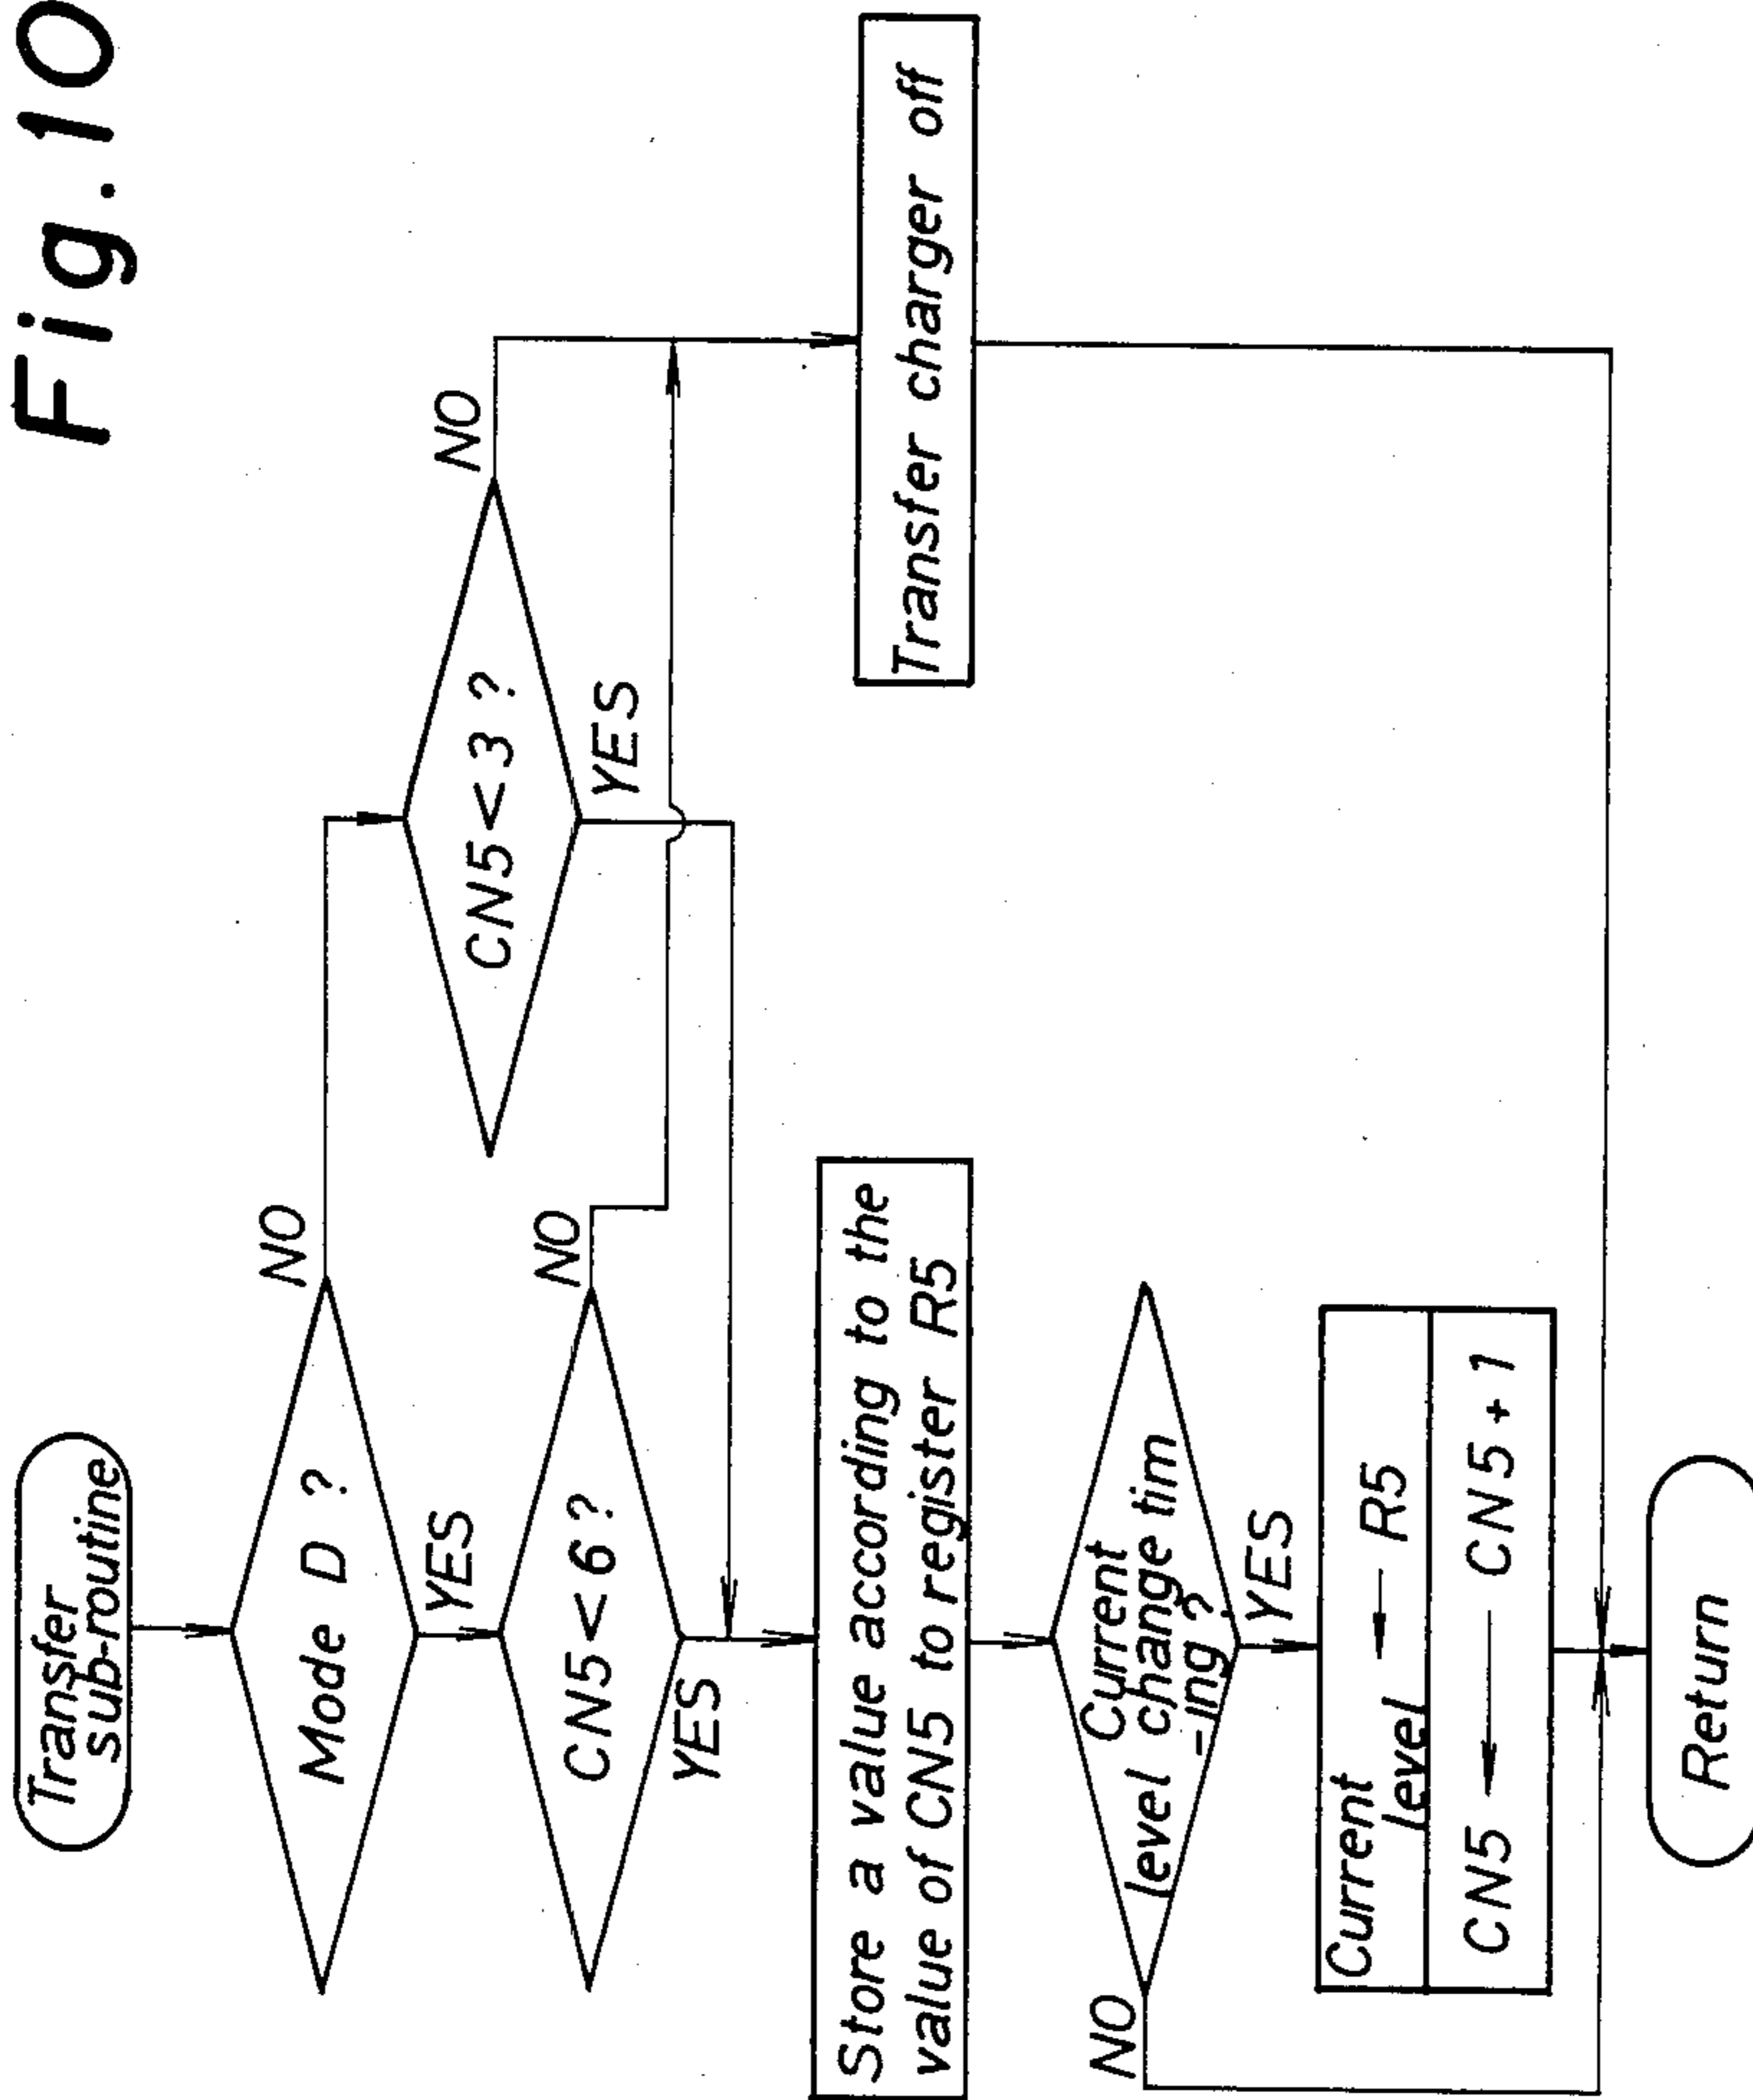 Fig.10
Transfer
sub-routine
Mode D ?
NO
YES
CN5<3 ?
NO
YES
CN5<6 ?
NO
YES
Store a value according to the
value of CN5 to register R5
Transfer charger off
Current
level change tim
-ing ?
NO
YES
Current
level ← R5
CN5 ← CN5+1
Return